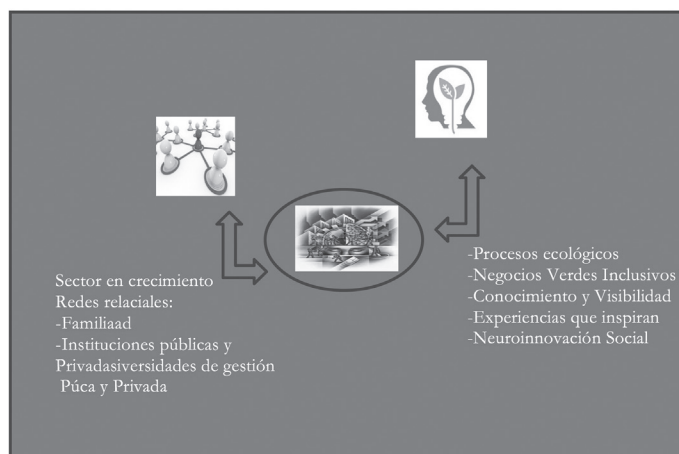 Sector en crecimiento
Redes relaciales:
-Familiaad
-Instituciones públicas y
Privadasiversidades de gestión
Púca y Privada
-Procesos ecológicos
-Negocios Verdes Inclusivos
-Conocimiento y Visibilidad
-Experiencias que inspiran
-Neuroinnovación Social